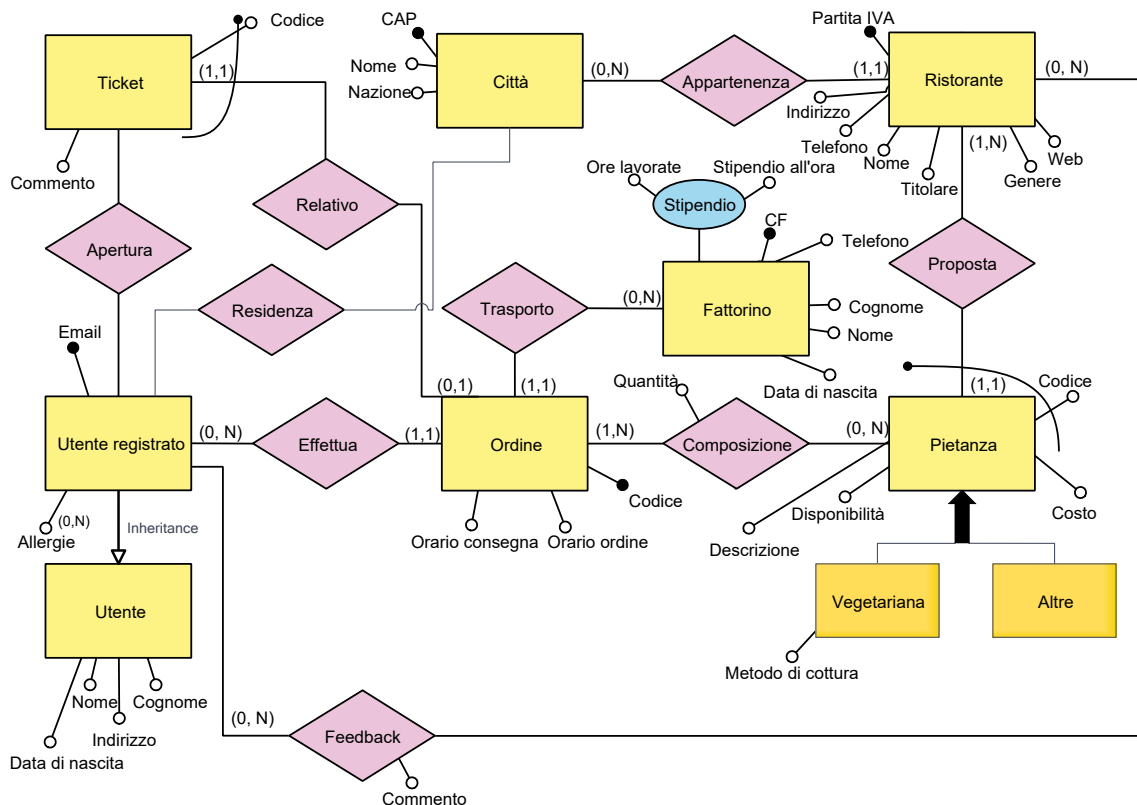 Codice
CAP
Partita IVA
Ticket
(1,1)
Nome
Nazione
Città
(0,N)
Appartenenza
(1,1)
Ristorante
(0, N)
Indirizzo
Telefono
Nome
Titolare
(1,N)
Genere
Web
Commento
Relativo
Ore lavorate
Stipendio all'ora
Stipendio
CF
Telefono
Apertura
Proposta
Residenza
Trasporto
(0,N)
Fattorino
Cognome
Nome
Data di nascita
Email
Quantità
(0,1)
(1,1)
(1,1)
Codice
Utente registrato
(0, N)
Effettua
(1,1)
Ordine
(1,N)
Composizione
(0, N)
Pietanza
Codice
Costo
Disponibilità
Descrizione
(0,N)
Allergie
Inheritance
Orario consegna
Orario ordine
Utente
Vegetariana
Altre
Metodo di cottura
Nome
Cognome
Indirizzo
Data di nascita
(0, N)
Feedback
Commento